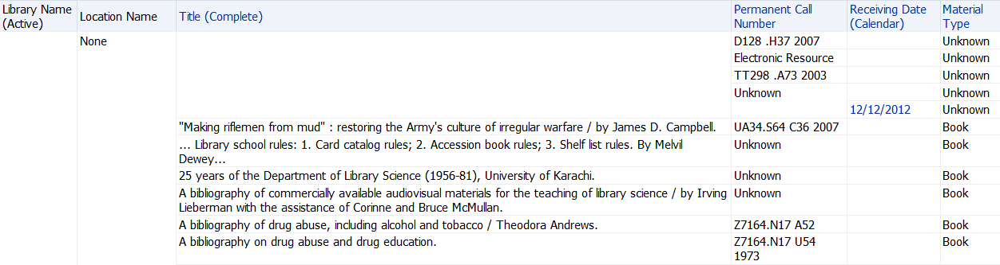 Library Name (Active) Location Name Title (Complete) Permanent Call Number Receiving Date (Calendar) Material Type
None D128 .H37 2007 Unknown
Electronic Resource Unknown
TT298 .A73 2003 Unknown
Unknown Unknown
12/12/2012 Unknown
"Making riflemen from mud" : restoring the Army's culture of irregular warfare / by James D. Campbell. UA34.S64 C36 2007 Book
... Library school rules: 1. Card catalog rules; 2. Accession book rules; 3. Shelf list rules. By Melvil Unknown Book
Dewey...
25 years of the Department of Library Science (1956-81), University of Karachi. Unknown Book
A bibliography of commercially available audiovisual materials for the teaching of library science / by Irving Unknown Book
Lieberman with the assistance of Corinne and Bruce McMullan.
A bibliography of drug abuse, including alcohol and tobacco / Theodora Andrews. Z7164.N17 A52 Book
A bibliography on drug abuse and drug education. Z7164.N17 U54 Book
1973